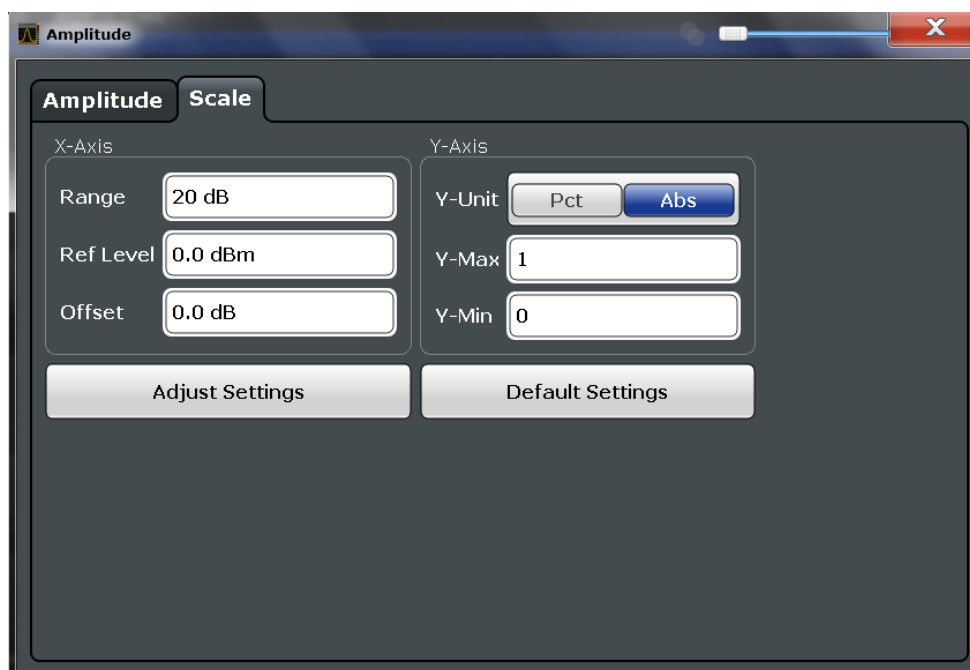 Amplitude
X
Amplitude Scale
X-Axis
Range 20 dB
Ref Level 0.0 dBm
Offset 0.0 dB
Y-Axis
Y-Unit Pct Abs
Y-Max 1
Y-Min 0
Adjust Settings
Default Settings